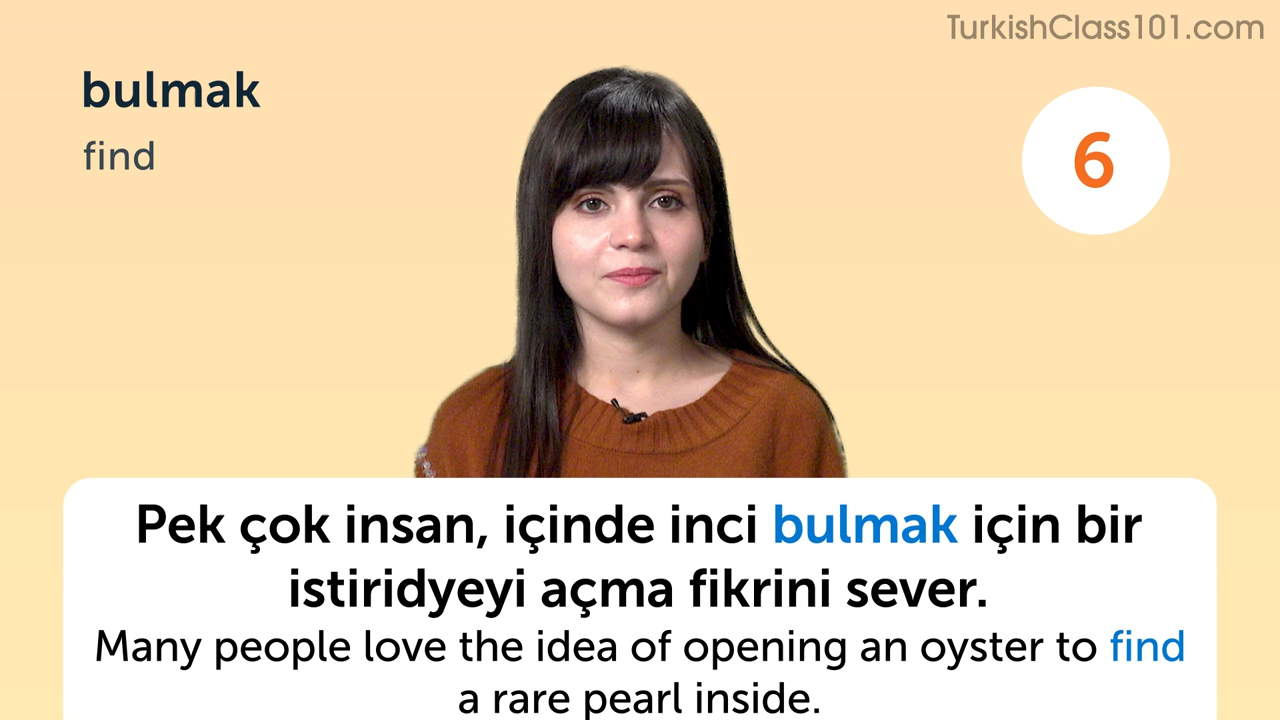 TurkishClass101.com
bulmak
find
6
Pek çok insan, içinde inci bulmak için bir
istiridyeyi açma fikrini sever.
Many people love the idea of opening an oyster to find
a rare pearl inside.